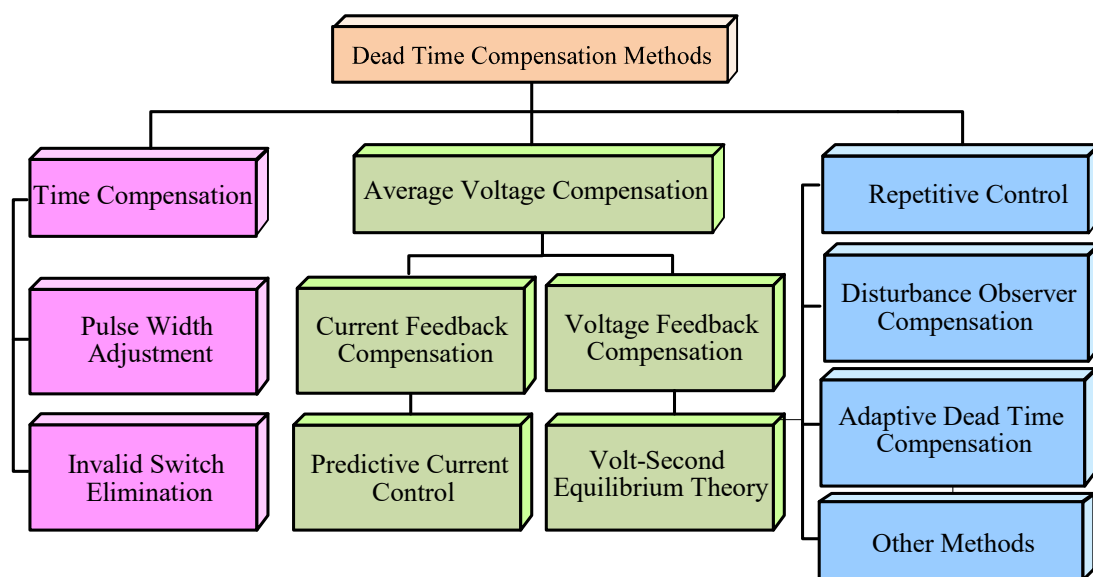 Dead Time Compensation Methods
Time Compensation
Pulse Width
Adjustment
Invalid Switch
Elimination
Average Voltage Compensation
Current Feedback
Compensation
Predictive Current
Control
Voltage Feedback
Compensation
Volt-Second
Equilibrium Theory
Repetitive Control
Disturbance Observer
Compensation
Adaptive Dead Time
Compensation
Other Methods